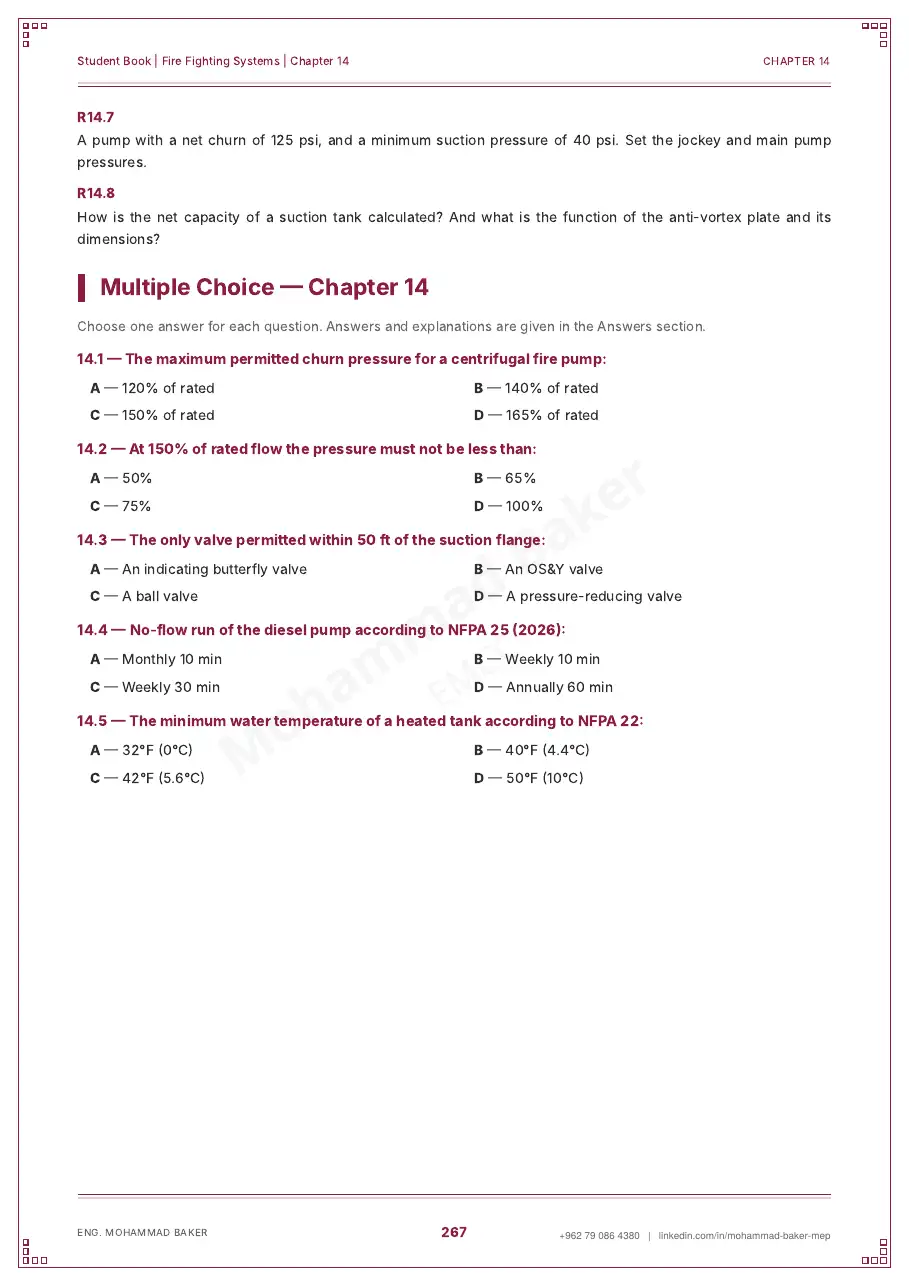 Student Book | Fire Fighting Systems | Chapter 14
CHAPTER 14
R14.7
A pump with a net churn of 125 psi, and a minimum suction pressure of 40 psi. Set the jockey and main pump
pressures.
R14.8
How is the net capacity of a suction tank calculated? And what is the function of the anti-vortex plate and its
dimensions?
Multiple Choice — Chapter 14
Choose one answer for each question. Answers and explanations are given in the Answers section.
14.1 — The maximum permitted churn pressure for a centrifugal fire pump:
A — 120% of rated
B — 140% of rated
C — 150% of rated
D — 165% of rated
14.2 — At 150% of rated flow the pressure must not be less than:
A — 50%
B — 65%
C — 75%
D — 100%
14.3 — The only valve permitted within 50 ft of the suction flange:
A — An indicating butterfly valve
B — An OS&Y valve
C — A ball valve
D — A pressure-reducing valve
14.4 — No-flow run of the diesel pump according to NFPA 25 (2026):
A — Monthly 10 min
B — Weekly 10 min
C — Weekly 30 min
D — Annually 60 min
14.5 — The minimum water temperature of a heated tank according to NFPA 22:
A — 32°F (0°C)
B — 40°F (4.4°C)
C — 42°F (5.6°C)
D — 50°F (10°C)
Mohammad Baker
ENG. MOHAMMAD BAKER
267
+962 79 086 4380 | linkedin.com/in/mohammad-baker-mep